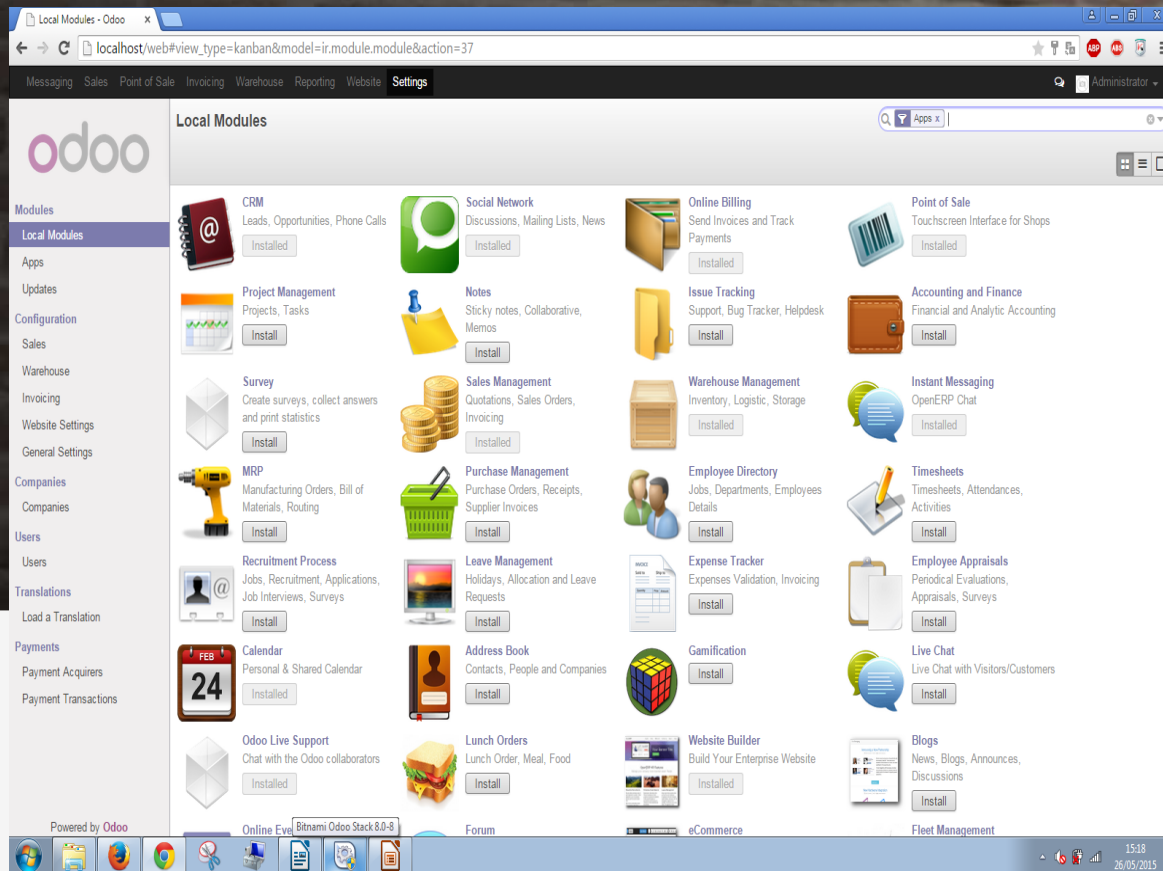 Local Modules - Odoo
localhost/web#view_type=kanban&model=ir.module.module&action=37
Messaging Sales Point of Sale Invoicing Warehouse Reporting Website Settings Administrator
odoo
Local Modules
Apps x
Modules
Local Modules
Apps
Updates
Configuration
Sales
Warehouse
Invoicing
Website Settings
General Settings
Companies
Companies
Users
Users
Translations
Load a Translation
Payments
Payment Acquirers
Payment Transactions
Powered by Odoo
CRM
Leads, Opportunities, Phone Calls
Installed
Social Network
Discussions, Mailing Lists, News
Installed
Online Billing
Send Invoices and Track
Payments
Installed
Point of Sale
Touchscreen Interface for Shops
Installed
Project Management
Projects, Tasks
Install
Notes
Sticky notes, Collaborative,
Memos
Install
Issue Tracking
Support, Bug Tracker, Helpdesk
Install
Accounting and Finance
Financial and Analytic Accounting
Install
Survey
Create surveys, collect answers
and print statistics
Install
Sales Management
Quotations, Sales Orders,
Invoicing
Installed
Warehouse Management
Inventory, Logistic, Storage
Installed
Instant Messaging
OpenERP Chat
Installed
MRP
Manufacturing Orders, Bill of
Materials, Routing
Install
Purchase Management
Purchase Orders, Receipts,
Supplier Invoices
Install
Employee Directory
Jobs, Departments, Employees
Details
Install
Timesheets
Timesheets, Attendances,
Activities
Install
Recruitment Process
Jobs, Recruitment, Applications,
Job Interviews, Surveys
Install
Leave Management
Holidays, Allocation and Leave
Requests
Install
INVOICE
Expense Tracker
Expenses Validation, Invoicing
Install
Employee Appraisals
Periodical Evaluations,
Appraisals, Surveys
Install
FEB
24
Calendar
Personal & Shared Calendar
Installed
Address Book
Contacts, People and Companies
Install
Gamification
Install
Live Chat
Live Chat with Visitors/Customers
Install
Odoo Live Support
Chat with the Odoo collaborators
Installed
Lunch Orders
Lunch Order, Meal, Food
Install
Website Builder
Build Your Enterprise Website
Installed
Blogs
News, Blogs, Announces,
Discussions
Install
Online Eve
Bitnami Odoo Stack 8.0-8
Forum
eCommerce
Fleet Management
15:18
26/05/2015